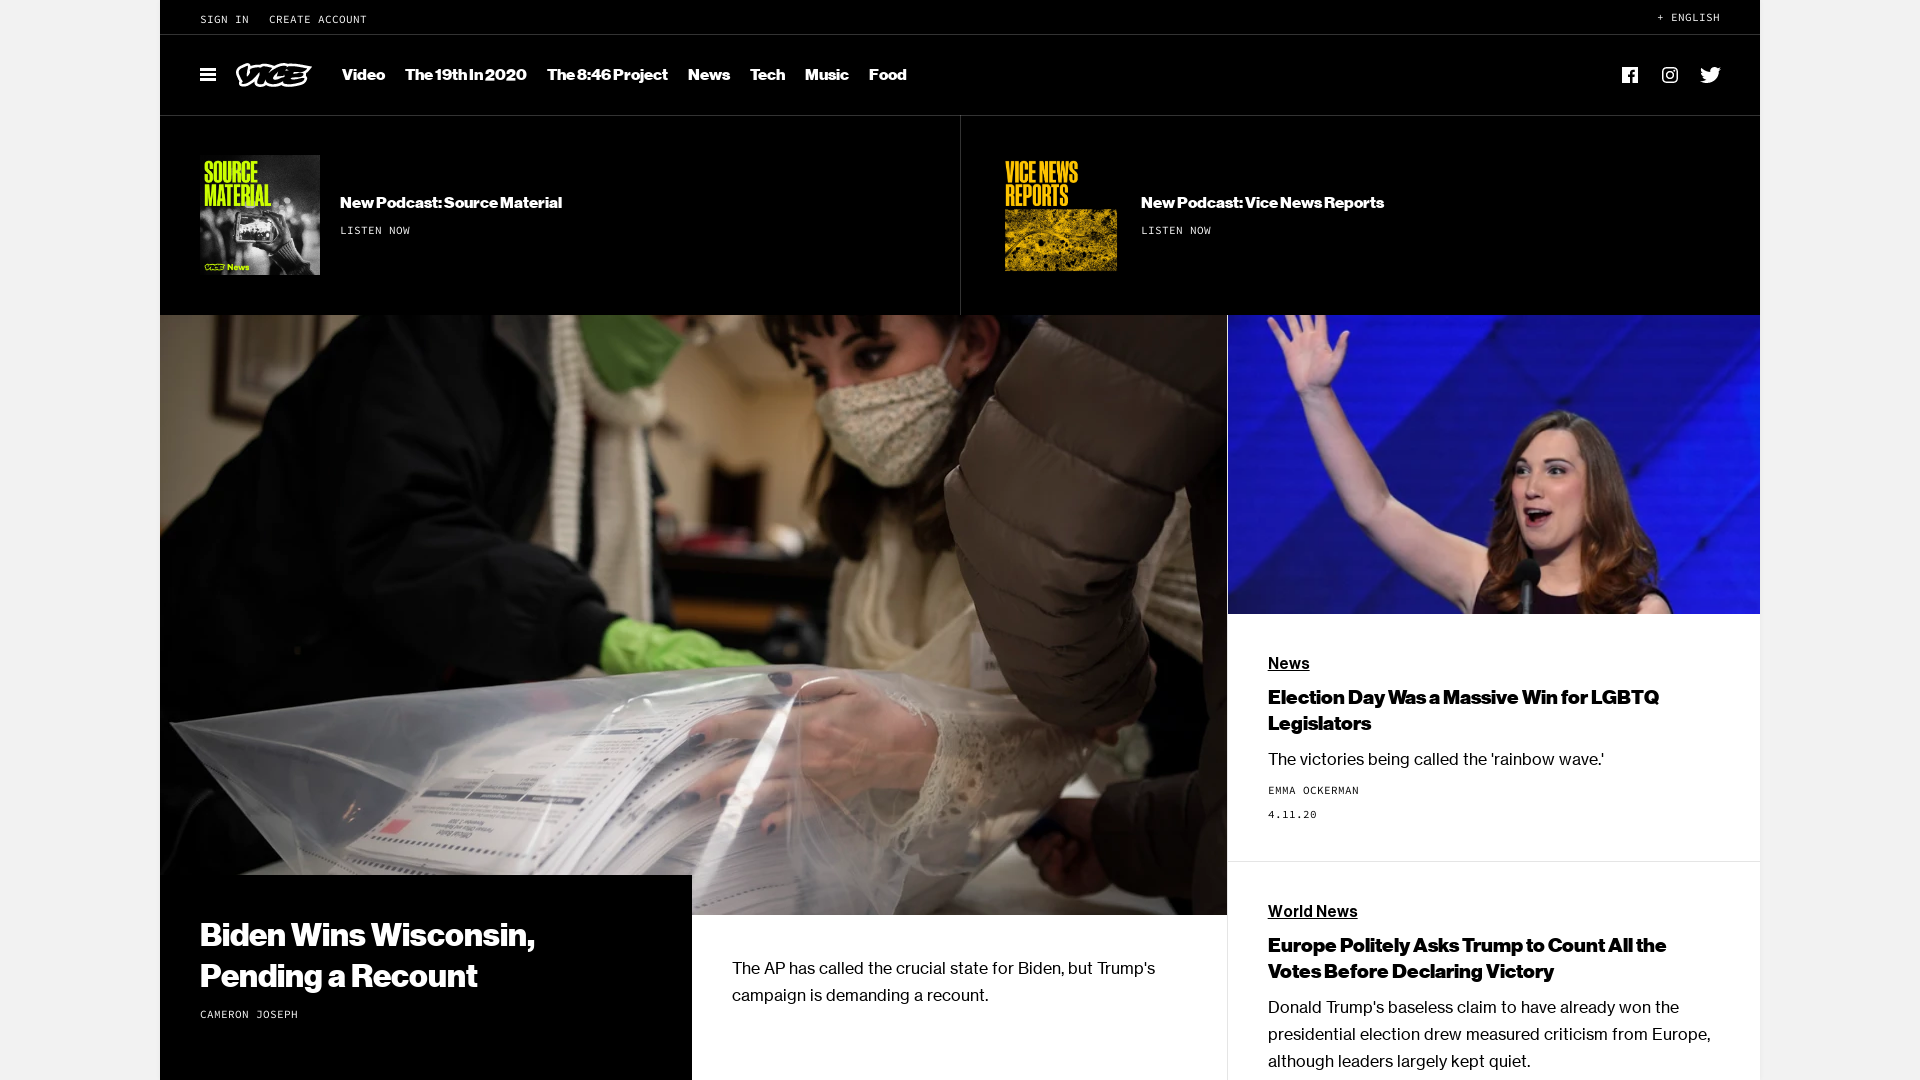 SIGN IN
CREATE ACCOUNT
+ ENGLISH
VICE
Video
The 19th In 2020
The 8:46 Project
News
Tech
Music
Food
SOURCE
MATERIAL
VICE News
New Podcast: Source Material
LISTEN NOW
VICE NEWS
REPORTS
New Podcast: Vice News Reports
LISTEN NOW
News
Election Day Was a Massive Win for LGBTQ
Legislators
The victories being called the 'rainbow wave.'
EMMA OCKERMAN
4.11.20
Biden Wins Wisconsin,
Pending a Recount
CAMERON JOSEPH
The AP has called the crucial state for Biden, but Trump's
campaign is demanding a recount.
World News
Europe Politely Asks Trump to Count All the
Votes Before Declaring Victory
Donald Trump's baseless claim to have already won the
presidential election drew measured criticism from Europe,
although leaders largely kept quiet.